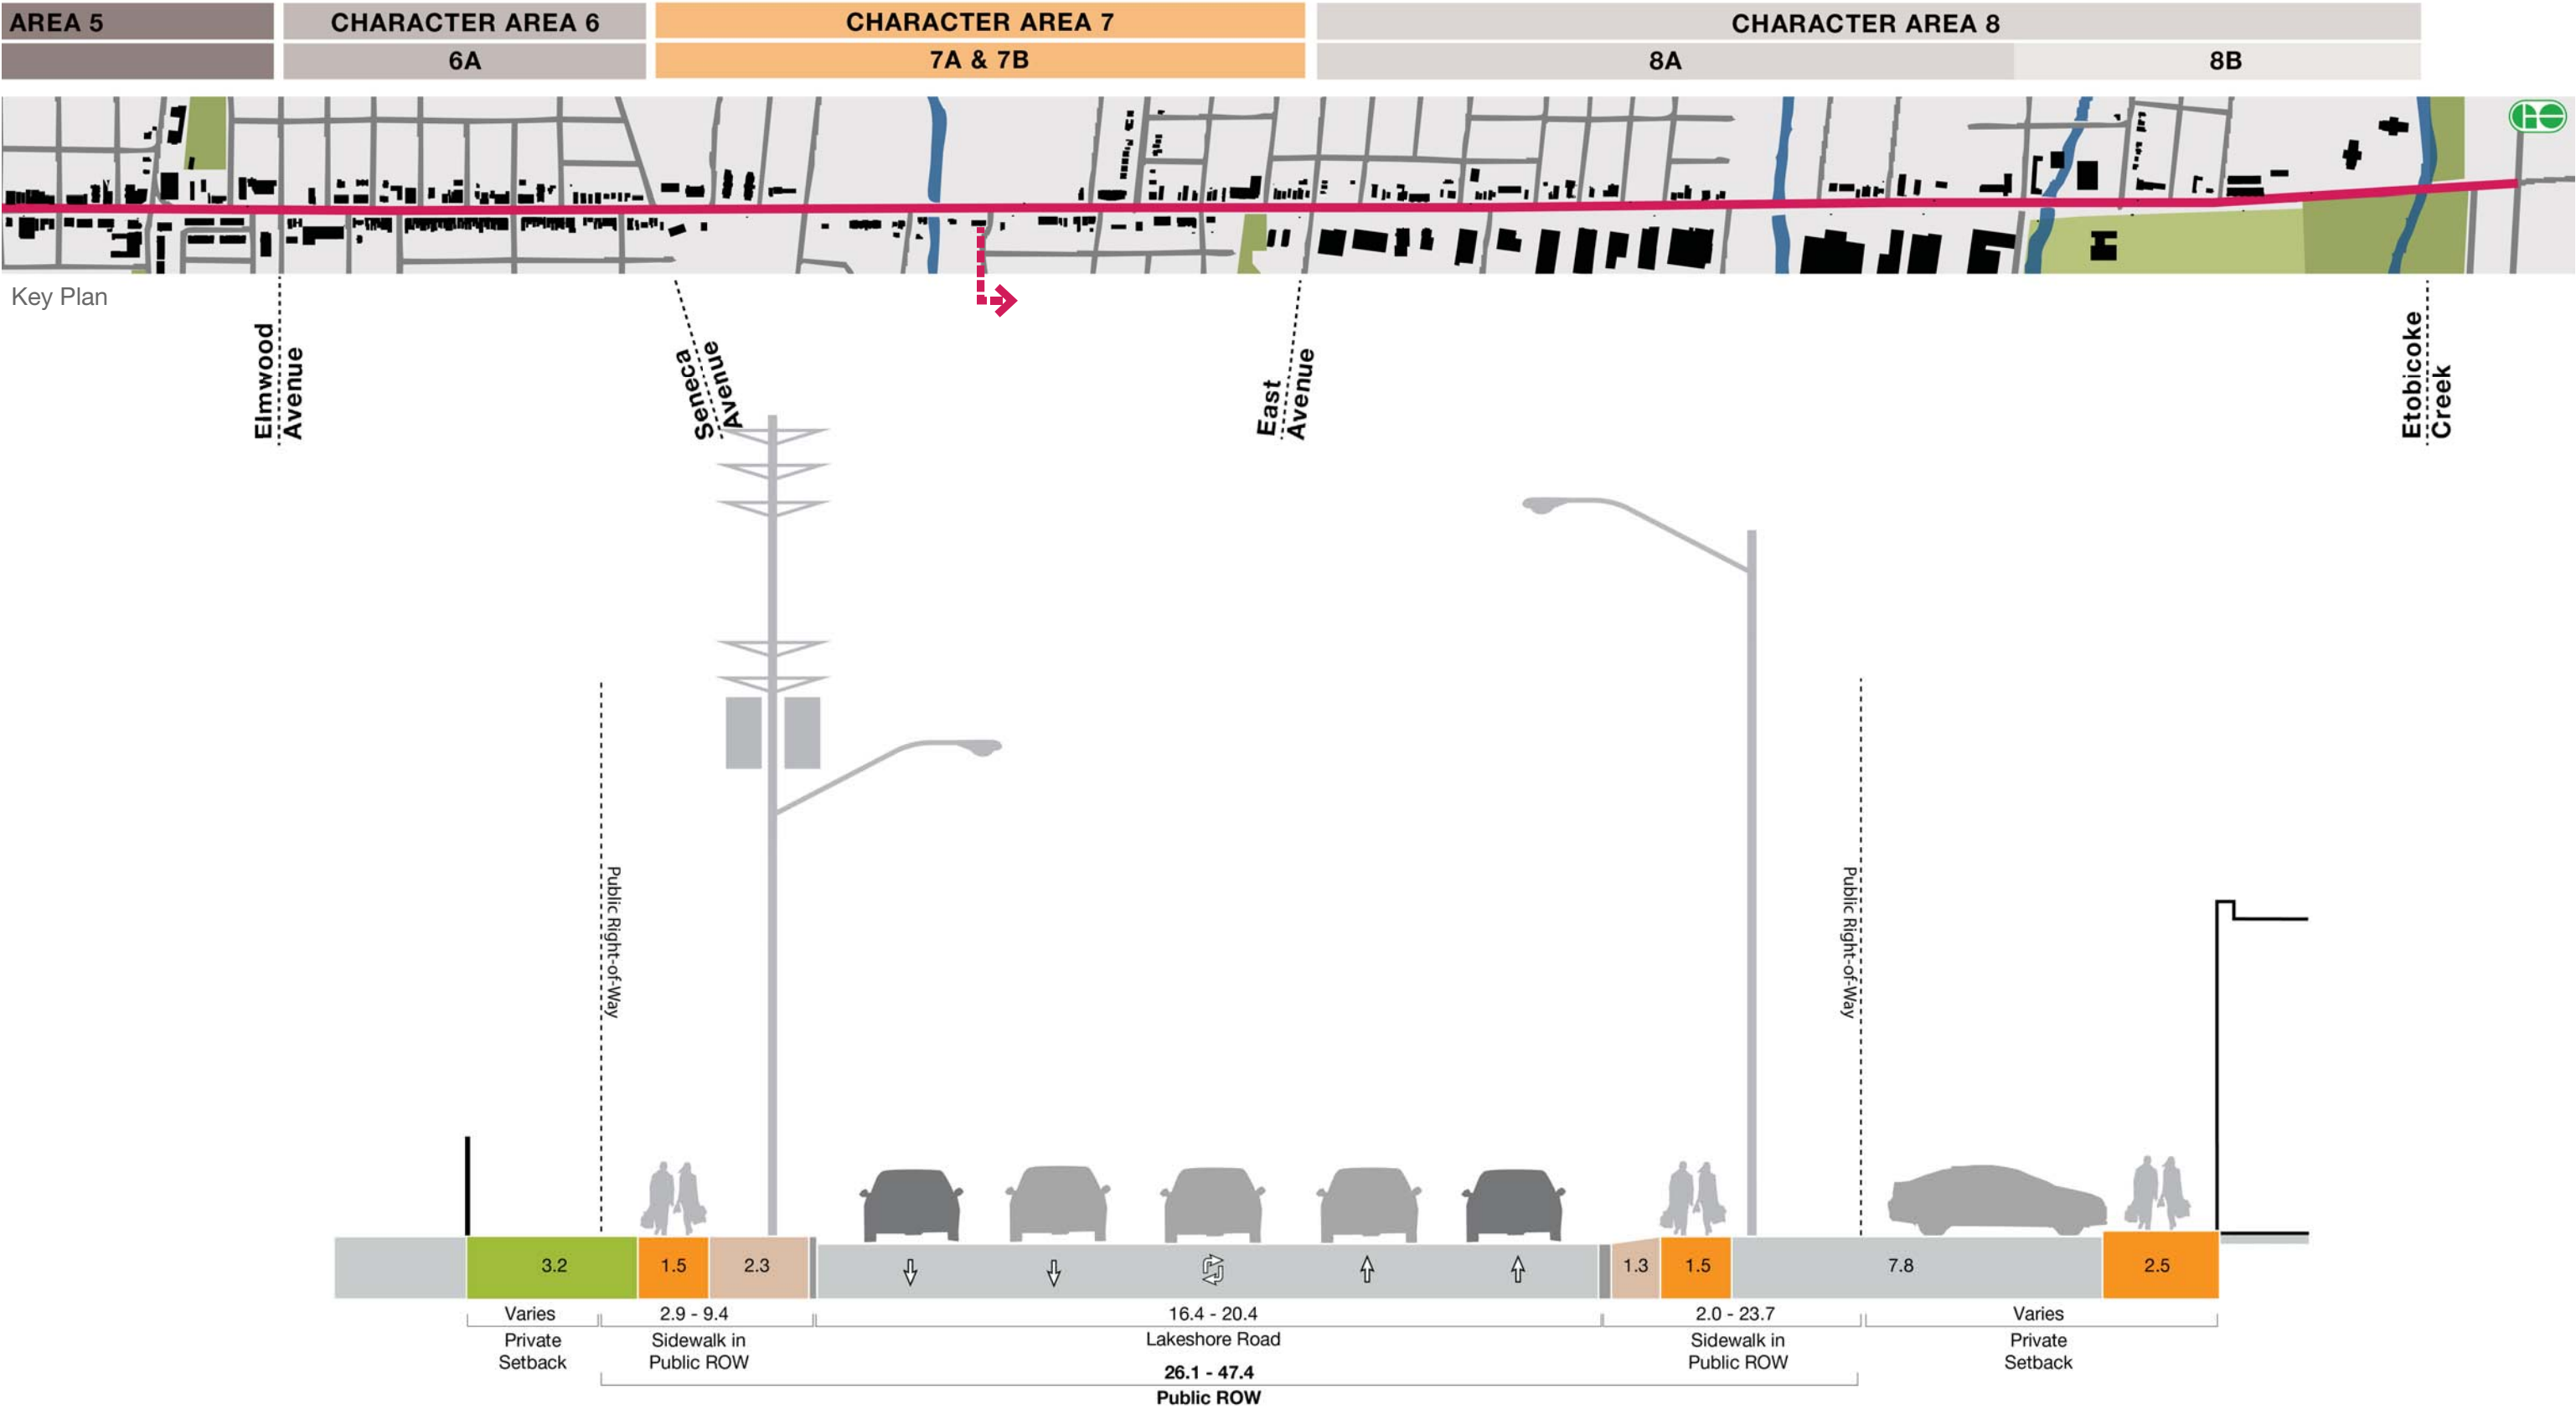 AREA 5
CHARACTER AREA 6
CHARACTER AREA 7
CHARACTER AREA 8
6A
7A & 7B
8A
8B
GO
Key Plan
Elmwood
Avenue
Seneca
Avenue
East
Avenue
Etobicoke
Creek
Public Right-of-Way
Public Right-of-Way
3.2
1.5
2.3
1.3
1.5
7.8
2.5
Varies
2.9 - 9.4
16.4 - 20.4
2.0 - 23.7
Varies
Private
Setback
Sidewalk in
Public ROW
Lakeshore Road
Sidewalk in
Public ROW
Private
Setback
26.1 - 47.4
Public ROW